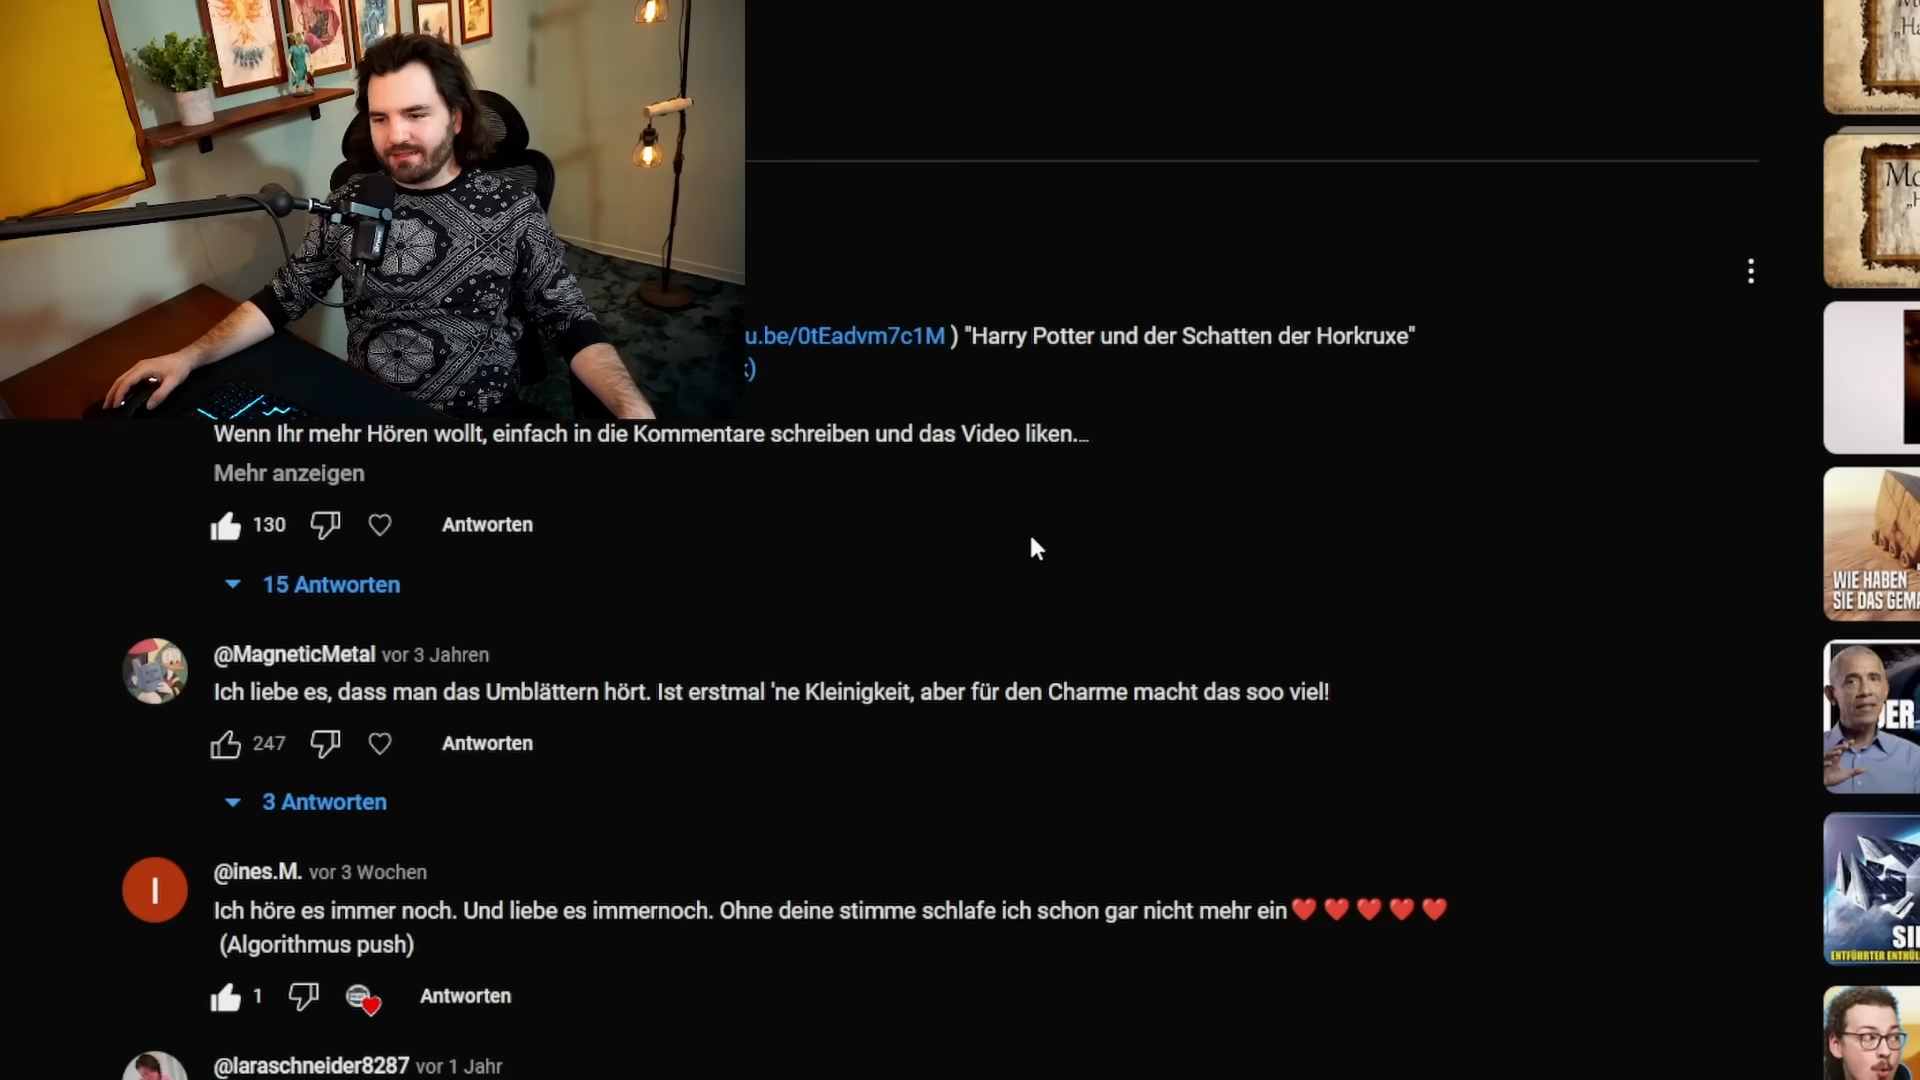 u.be/0tEadvm7c1M ) "Harry Potter und der Schatten der Horkruxe"
Wenn Ihr mehr Hören wollt, einfach in die Kommentare schreiben und das Video liken....
Mehr anzeigen
130 Antworten
15 Antworten
@MagneticMetal vor 3 Jahren
Ich liebe es, dass man das Umblättern hört. Ist erstmal 'ne Kleinigkeit, aber für den Charme macht das soo viel!
247 Antworten
3 Antworten
I
@ines.M. vor 3 Wochen
Ich höre es immer noch. Und liebe es immernoch. Ohne deine stimme schlafe ich schon gar nicht mehr ein❤️❤️❤️❤️❤️
(Algorithmus push)
1 Antworten
@laraschneider8287 vor 1 Jahr
WIE HABEN
SIE DAS GEMA
ER
SI